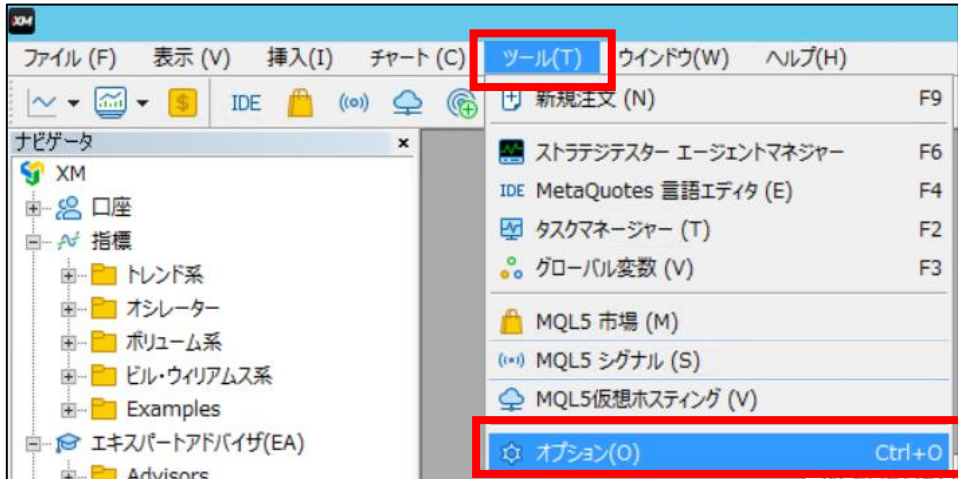 XM
ファイル (F) 表示 (V) 挿入(I) チャート (C) ツール(T) ウインドウ(W) ヘルプ(H)
$ IDE
新規注文 (N) F9
ストラテジテスター エージェントマネジャー F6
IDE MetaQuotes 言語エディタ (E) F4
タスクマネージャー (T) F2
グローバル変数 (V) F3
MQL5 市場 (M)
MQL5 シグナル (S)
MQL5仮想ホスティング (V)
オプション(O) Ctrl+O
ナビゲータ x
XM
口座
指標
トレンド系
オシレーター
ボリューム系
ビル・ウィリアムス系
Examples
エキスパートアドバイザ(EA)
Advisors